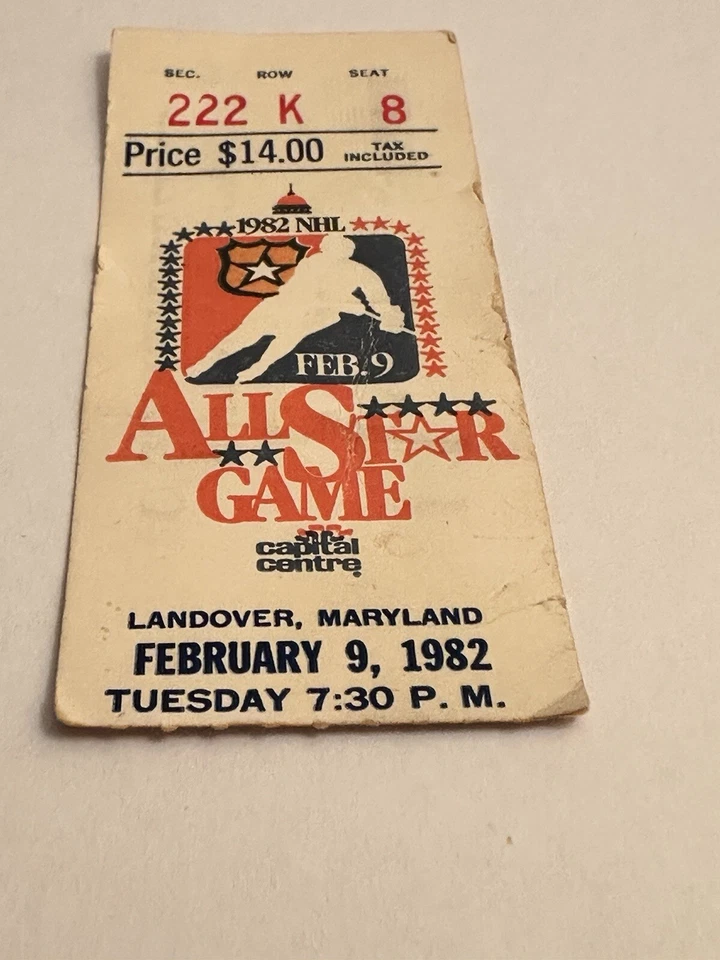 SEC. ROW SEAT
222 K 8
Price $14.00 TAX INCLUDED
1982 NHL
FEB. 9
ALL STAR
GAME
capital
centre
LANDOVER, MARYLAND
FEBRUARY 9, 1982
TUESDAY 7:30 P. M.